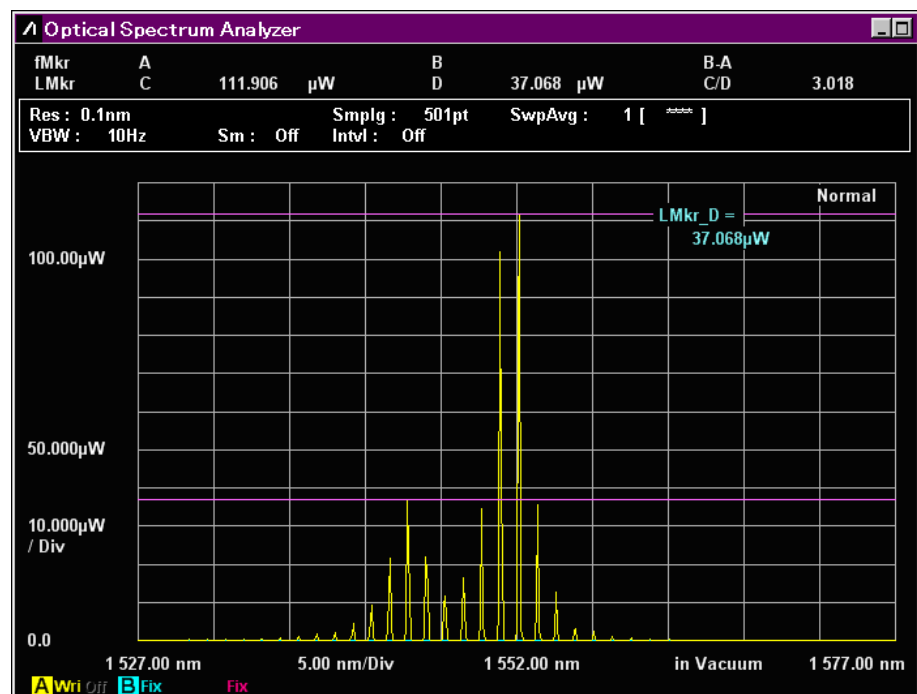 Optical Spectrum Analyzer
fMkr A B B-A
LMkr C 111.906 µW D 37.068 µW C/D 3.018
Res : 0.1nm Smplg : 501pt SwpAvg : 1 [ **** ]
VBW : 10Hz Sm : Off Intvl : Off
Normal
LMkr_D =
37.068µW
100.00µW
50.000µW
10.000µW
/ Div
0.0
1 527.00 nm 5.00 nm/Div 1 552.00 nm in Vacuum 1 577.00 nm
A Wri Off B Fix Fix